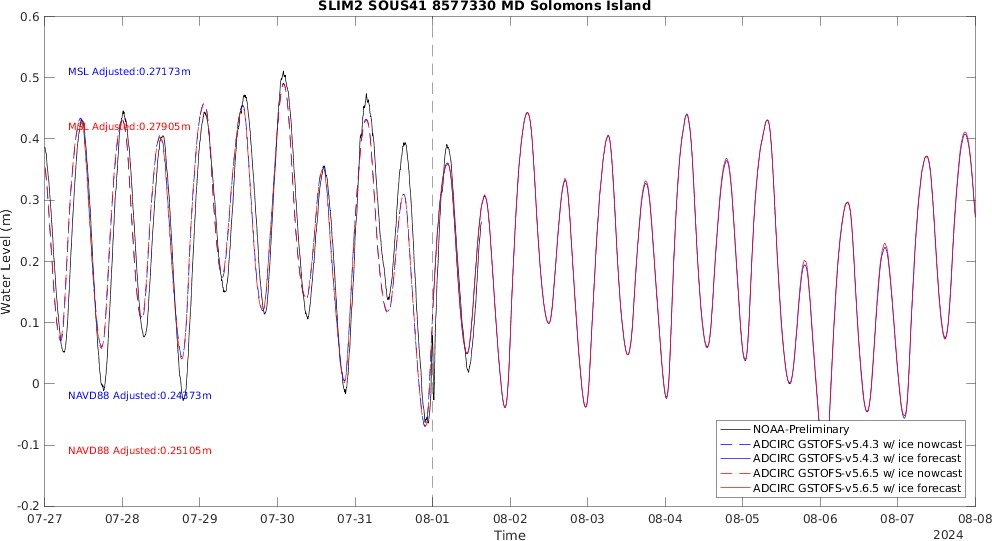 SLIM2 SOUS41 8577330 MD Solomons Island
0.6
0.5
0.4
0.3
0.2
0.1
0
-0.1
-0.2
Water Level (m)
MSL Adjusted:0.27173m
MSL Adjusted:0.27905m
NAVD88 Adjusted:0.24373m
NAVD88 Adjusted:0.25105m
NOAA-Preliminary
ADCIRC GSTOFS-v5.4.3 w/ ice nowcast
ADCIRC GSTOFS-v5.4.3 w/ ice forecast
ADCIRC GSTOFS-v5.6.5 w/ ice nowcast
ADCIRC GSTOFS-v5.6.5 w/ ice forecast
07-27 07-28 07-29 07-30 07-31 08-01 08-02 08-03 08-04 08-05 08-06 08-07 08-08
Time
2024